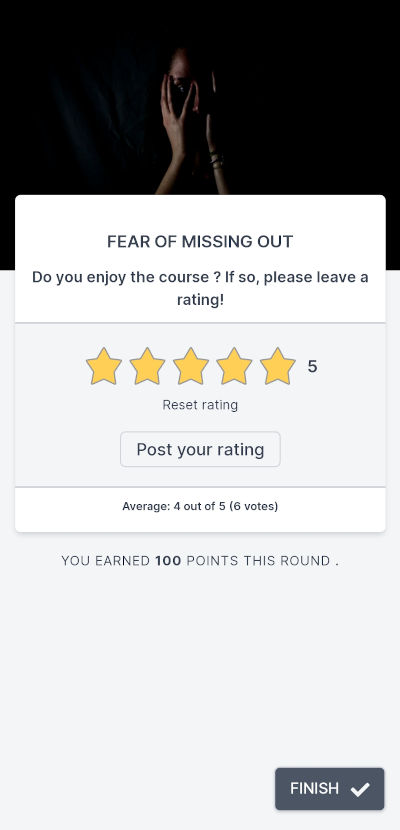 FEAR OF MISSING OUT
Do you enjoy the course ? If so, please leave a
rating!
5
Reset rating
Post your rating
Average: 4 out of 5 (6 votes)
YOU EARNED 100 POINTS THIS ROUND .
FINISH